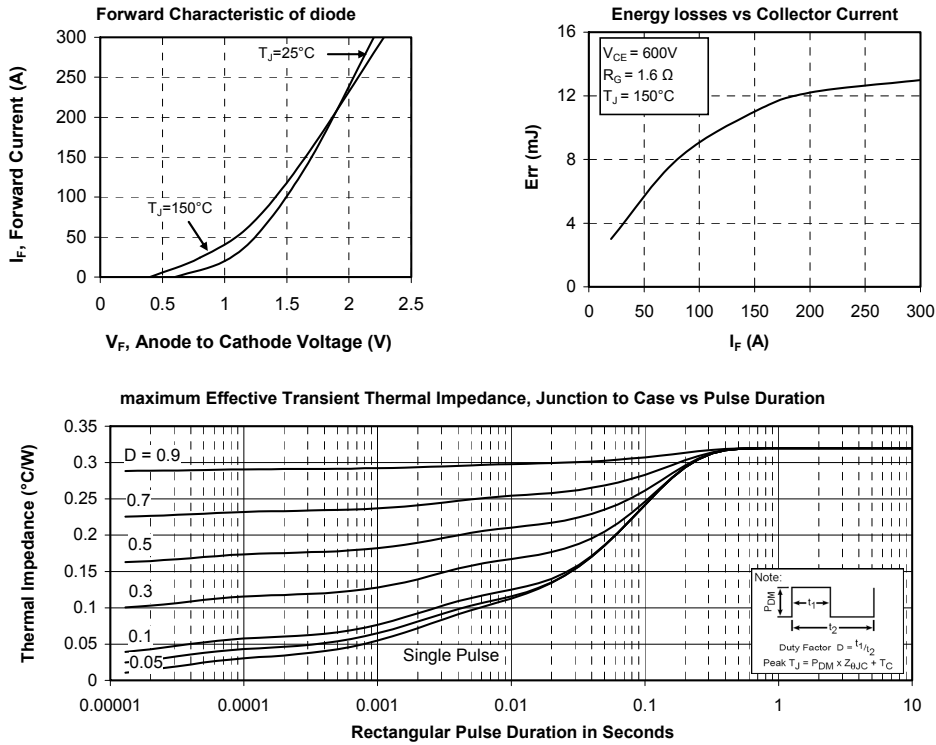 Forward Characteristic of diode
300
250
200
150
100
50
0
0 0.5 1 1.5 2 2.5
I_F, Forward Current (A)
V_F, Anode to Cathode Voltage (V)
T_J=25°C
T_J=150°C
Energy losses vs Collector Current
V_CE = 600V
R_G = 1.6 Ω
T_J = 150°C
16
12
8
4
0
0 50 100 150 200 250 300
Err (mJ)
I_F (A)
maximum Effective Transient Thermal Impedance, Junction to Case vs Pulse Duration
0.35
0.3
0.25
0.2
0.15
0.1
0.05
0
0.00001 0.0001 0.001 0.01 0.1 1 10
Thermal Impedance (°C/W)
Rectangular Pulse Duration in Seconds
D = 0.9
0.7
0.5
0.3
0.1
0.05
Single Pulse
Note:
P_DM
t_1
t_2
Duty Factor D = t1/t2
Peak T_J = P_DM x Z_θJC + T_C